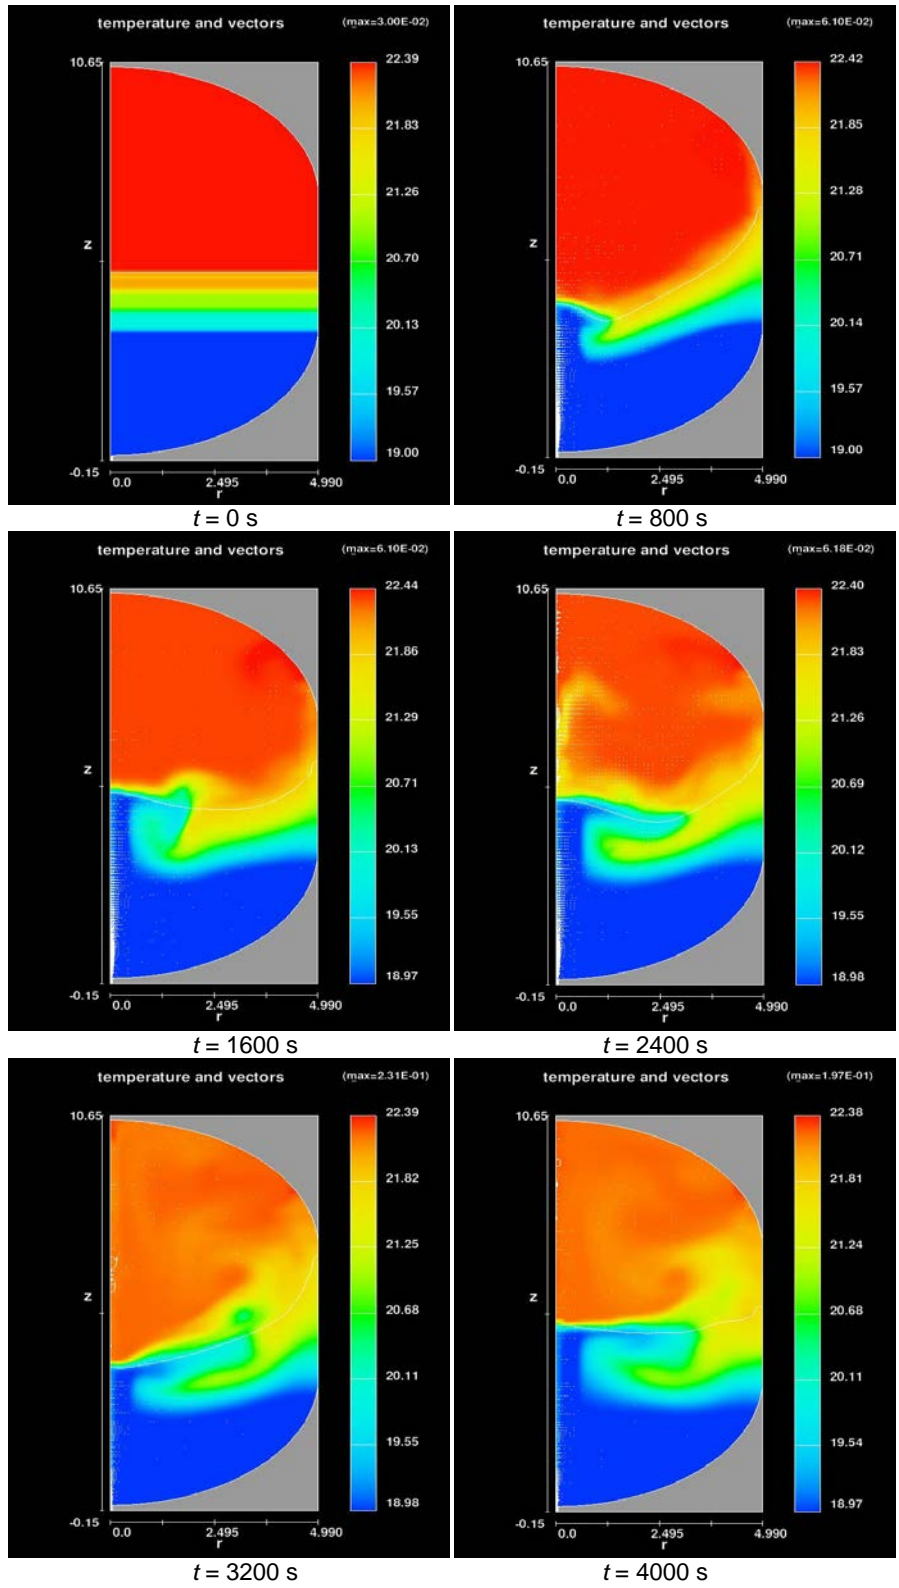 temperature and vectors (max=3.00E-02)
10.65
22.39
21.83
21.26
20.70
z
20.13
19.57
19.00
-0.15
0.0 2.495 4.990
r
t = 0 s
temperature and vectors (max=6.10E-02)
10.65
22.42
21.85
21.28
20.71
z
20.14
19.57
19.00
-0.15
0.0 2.495 4.990
r
t = 800 s
temperature and vectors (max=6.10E-02)
10.65
22.44
21.86
21.29
20.71
z
20.13
19.55
18.97
-0.15
0.0 2.495 4.990
r
t = 1600 s
temperature and vectors (max=6.18E-02)
10.65
22.40
21.83
21.26
20.69
z
20.12
19.55
18.98
-0.15
0.0 2.495 4.990
r
t = 2400 s
temperature and vectors (max=2.31E-01)
10.65
22.39
21.82
21.25
20.68
z
20.11
19.55
18.98
-0.15
0.0 2.495 4.990
r
t = 3200 s
temperature and vectors (max=1.97E-01)
10.65
22.38
21.81
21.24
20.68
z
20.11
19.54
18.97
-0.15
0.0 2.495 4.990
r
t = 4000 s